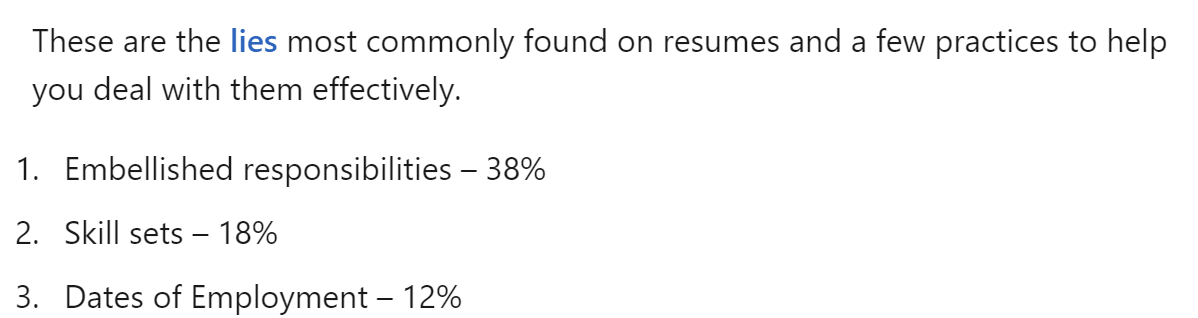 These are the lies most commonly found on resumes and a few practices to help
you deal with them effectively.
1. Embellished responsibilities – 38%
2. Skill sets – 18%
3. Dates of Employment – 12%